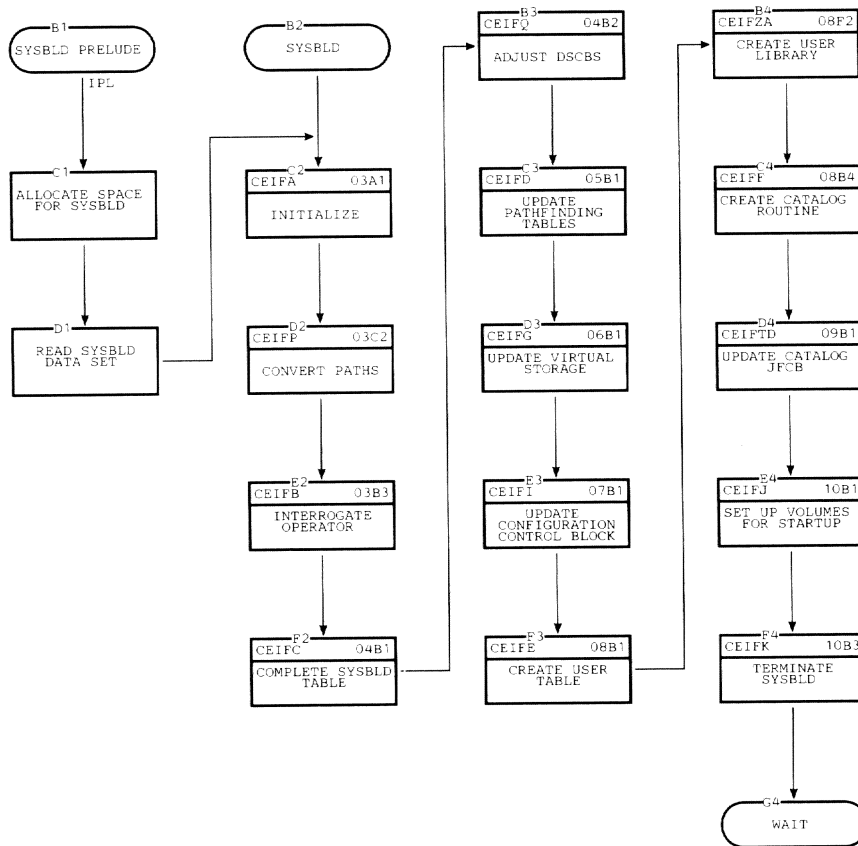 B1
SYSBLD PRELUDE
IPL
C1
ALLOCATE SPACE
FOR SYSBLD
D1
READ SYSBLD
DATA SET
B2
SYSBLD
C2
CEIFA 03A1
INITIALIZE
D2
CEIFP 03C2
CONVERT PATHS
E2
CEIFB 03B3
INTERROGATE
OPERATOR
F2
CEIFC 04B1
COMPLETE SYSBLD
TABLE
B3
CEIFQ 04B2
ADJUST DSCBS
C3
CEIFD 05B1
UPDATE
PATHFINDING
TABLES
D3
CEIFG 06B1
UPDATE VIRTUAL
STORAGE
E3
CEIFI 07B1
UPDATE
CONFIGURATION
CONTROL BLOCK
F3
CEIFE 08B1
CREATE USER
TABLE
B4
CEIFZA 08F2
CREATE USER
LIBRARY
C4
CEIFF 08B4
CREATE CATALOG
ROUTINE
D4
CEIFTD 09B1
UPDATE CATALOG
JFCB
E4
CEIFJ 10B1
SET UP VOLUMES
FOR STARTUP
F4
CEIFK 10B3
TERMINATE
SYSBLD
G4
WAIT